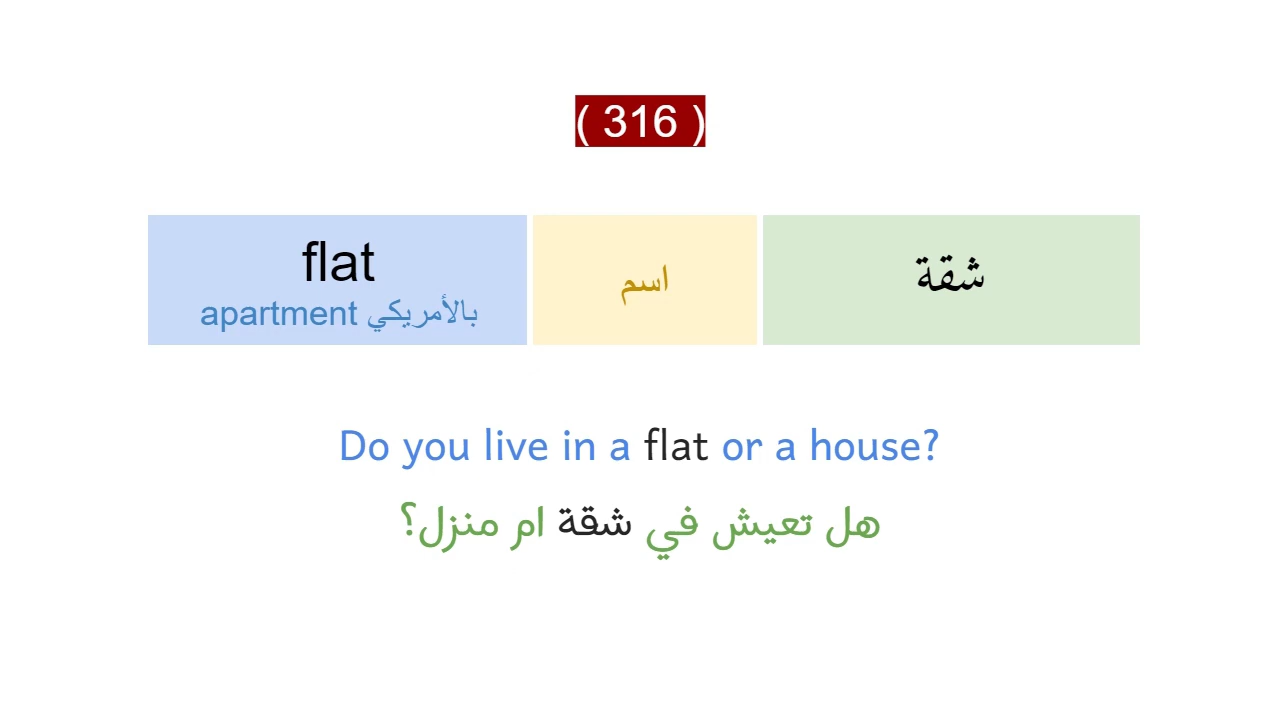 ( 316 )
flat
apartment بالأمريكي
اسم
شقة
Do you live in a flat or a house?
هل تعيش في شقة ام منزل؟